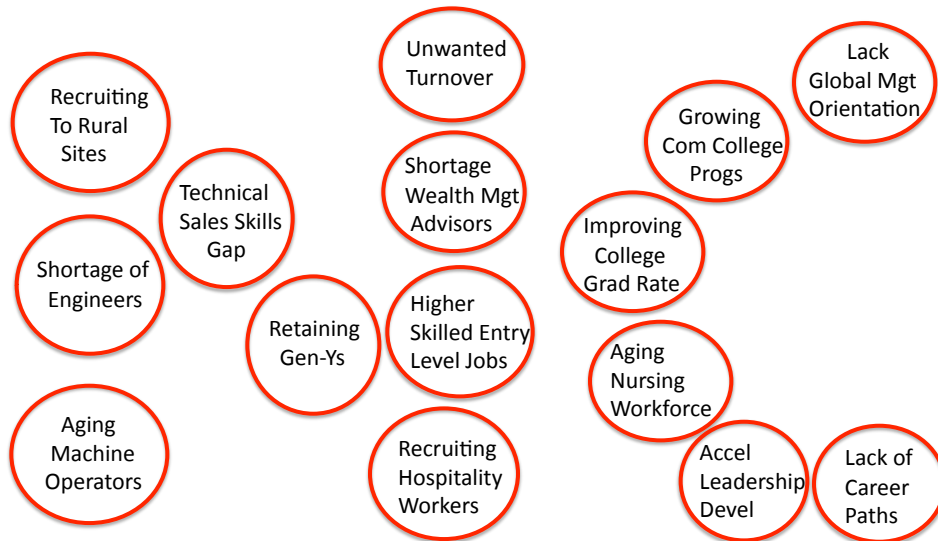 Recruiting
To Rural
Sites
Shortage of
Engineers
Aging
Machine
Operators
Technical
Sales Skills
Gap
Retaining
Gen-Ys
Unwanted
Turnover
Shortage
Wealth Mgt
Advisors
Higher
Skilled Entry
Level Jobs
Recruiting
Hospitality
Workers
Improving
College
Grad Rate
Growing
Com College
Progs
Lack
Global Mgt
Orientation
Aging
Nursing
Workforce
Accel
Leadership
Devel
Lack of
Career
Paths